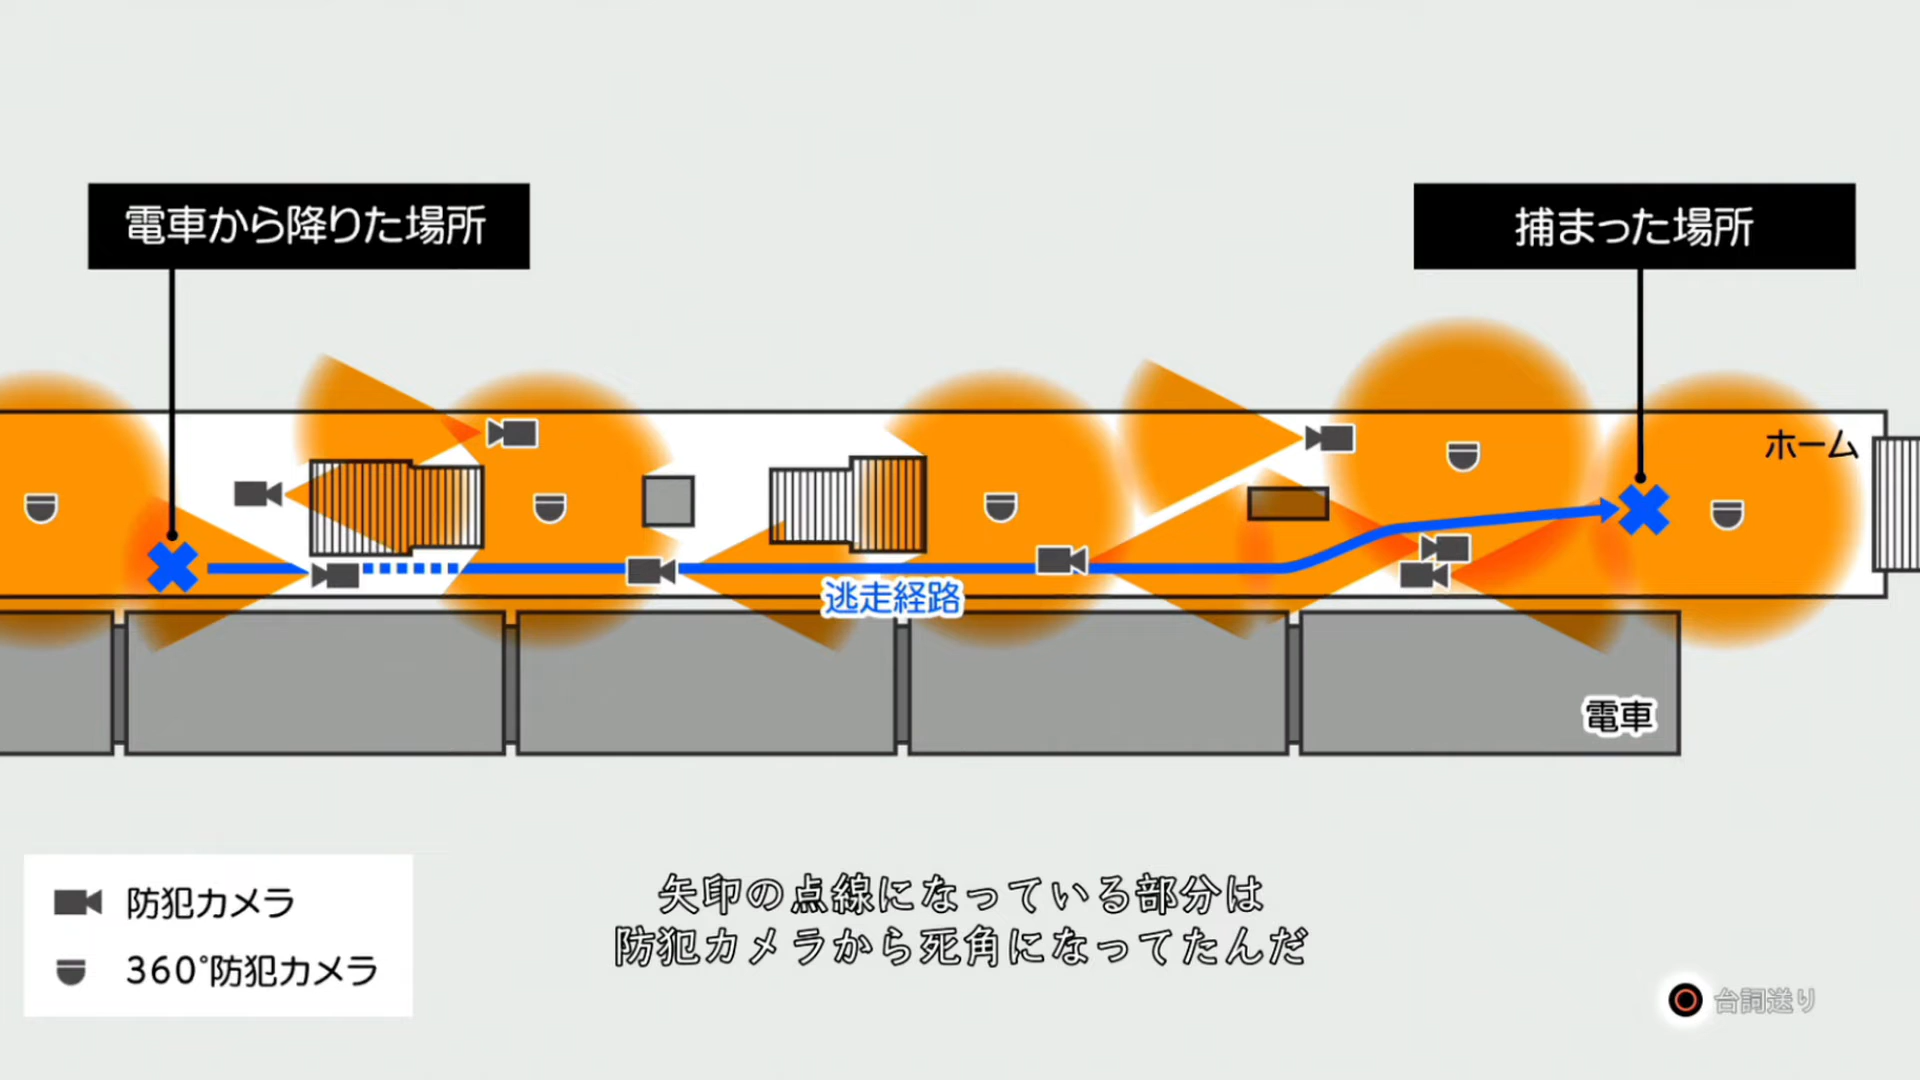 電車から降りた場所
捕まった場所
ホーム
逃走経路
電車
防犯カメラ
360°防犯カメラ
矢印の点線になっている部分は
防犯カメラから死角になってたんだ
台詞送り